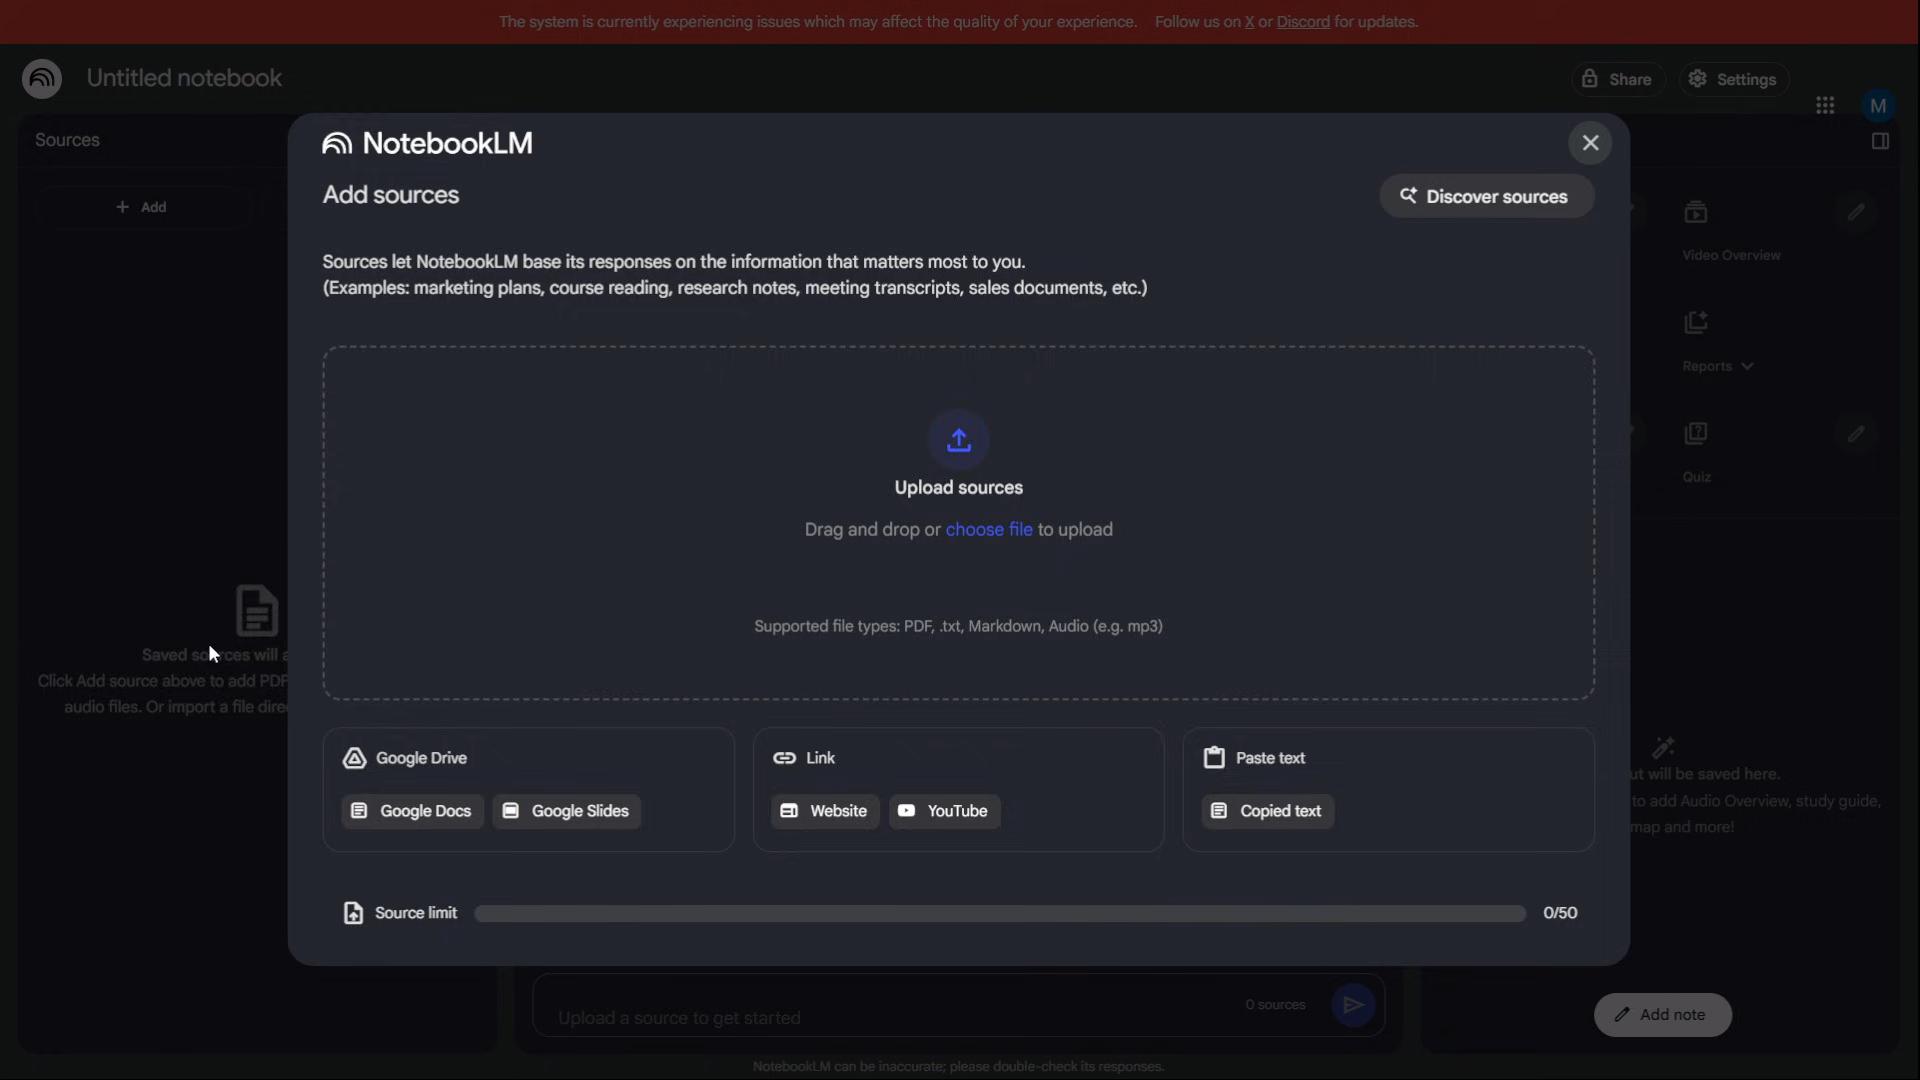 The system is currently experiencing issues which may affect the quality of your experience. Follow us on X or Discord for updates.
Untitled notebook
Share
Settings
M
Sources
NotebookLM
Add sources
Discover sources
+ Add
Sources let NotebookLM base its responses on the information that matters most to you.
(Examples: marketing plans, course reading, research notes, meeting transcripts, sales documents, etc.)
Video Overview
Reports
Quiz
Upload sources
Drag and drop or choose file to upload
Supported file types: PDF, .txt, Markdown, Audio (e.g. mp3)
Saved sources will a
Click Add source above to add PDF
audio files. Or import a file dire
Google Drive
Google Docs
Google Slides
Link
Website
YouTube
Paste text
Copied text
ut will be saved here.
to add Audio Overview, study guide,
map and more!
Source limit
0/50
Upload a source to get started
0 sources
Add note
NotebookLM can be inaccurate; please double-check its responses.